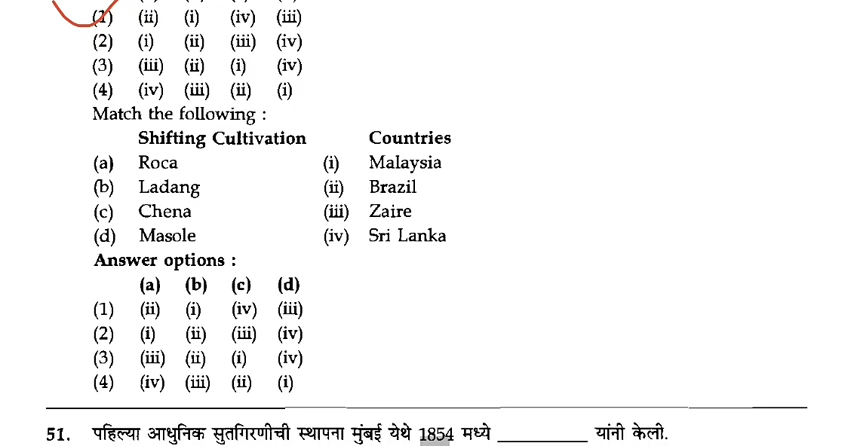 (1) (ii) (i) (iv) (iii)
(2) (i) (ii) (iii) (iv)
(3) (iii) (ii) (i) (iv)
(4) (iv) (iii) (ii) (i)
Match the following :
Shifting Cultivation Countries
(a) Roca (i) Malaysia
(b) Ladang (ii) Brazil
(c) Chena (iii) Zaire
(d) Masole (iv) Sri Lanka
Answer options :
(a) (b) (c) (d)
(1) (ii) (i) (iv) (iii)
(2) (i) (ii) (iii) (iv)
(3) (iii) (ii) (i) (iv)
(4) (iv) (iii) (ii) (i)
51. पहिल्या आधुनिक सुतगिरणीची स्थापना मुंबई येथे 1854 मध्ये __________ यांनी केली.